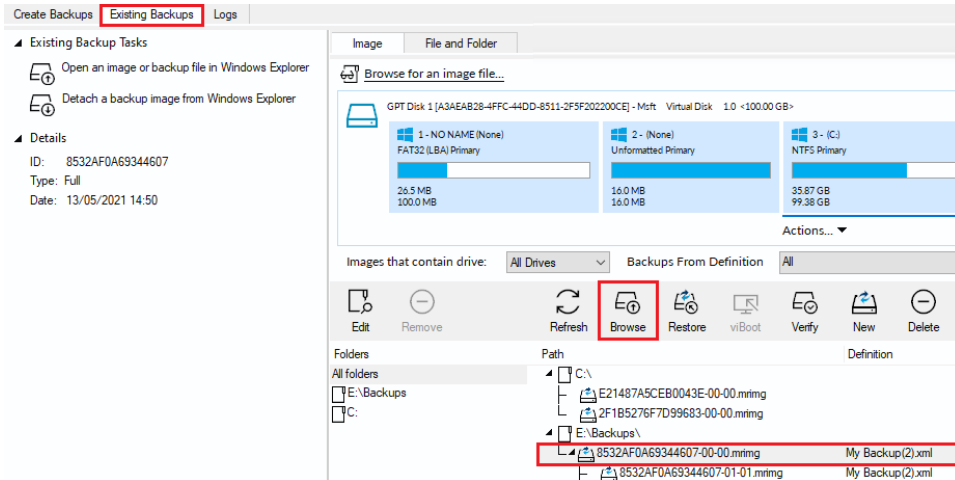 Create Backups Existing Backups Logs
Existing Backup Tasks
Open an image or backup file in Windows Explorer
Detach a backup image from Windows Explorer
Details
ID: 8532AF0A69344607
Type: Full
Date: 13/05/2021 14:50
Image File and Folder
Browse for an image file...
GPT Disk 1 [A3AEAB28-4FFC-44DD-8511-2F5F202200CE] - Msft Virtual Disk 1.0 <100.00 GB>
1 - NO NAME (None)
FAT32 (LBA) Primary
26.5 MB
100.0 MB
2 - (None)
Unformatted Primary
16.0 MB
16.0 MB
3 - (C:)
NTFS Primary
35.87 GB
99.38 GB
Actions...
Images that contain drive: All Drives Backups From Definition All
Edit Remove Refresh Browse Restore viBoot Verify New Delete
Folders
All folders
E:\Backups
C:
Path Definition
C:\
E21487A5CEB0043E-00-00.mrimg
2F1B5276F7D99683-00-00.mrimg
E:\Backups\
8532AF0A69344607-00-00.mrimg My Backup(2).xml
8532AF0A69344607-01-01.mrimg My Backup(2).xml